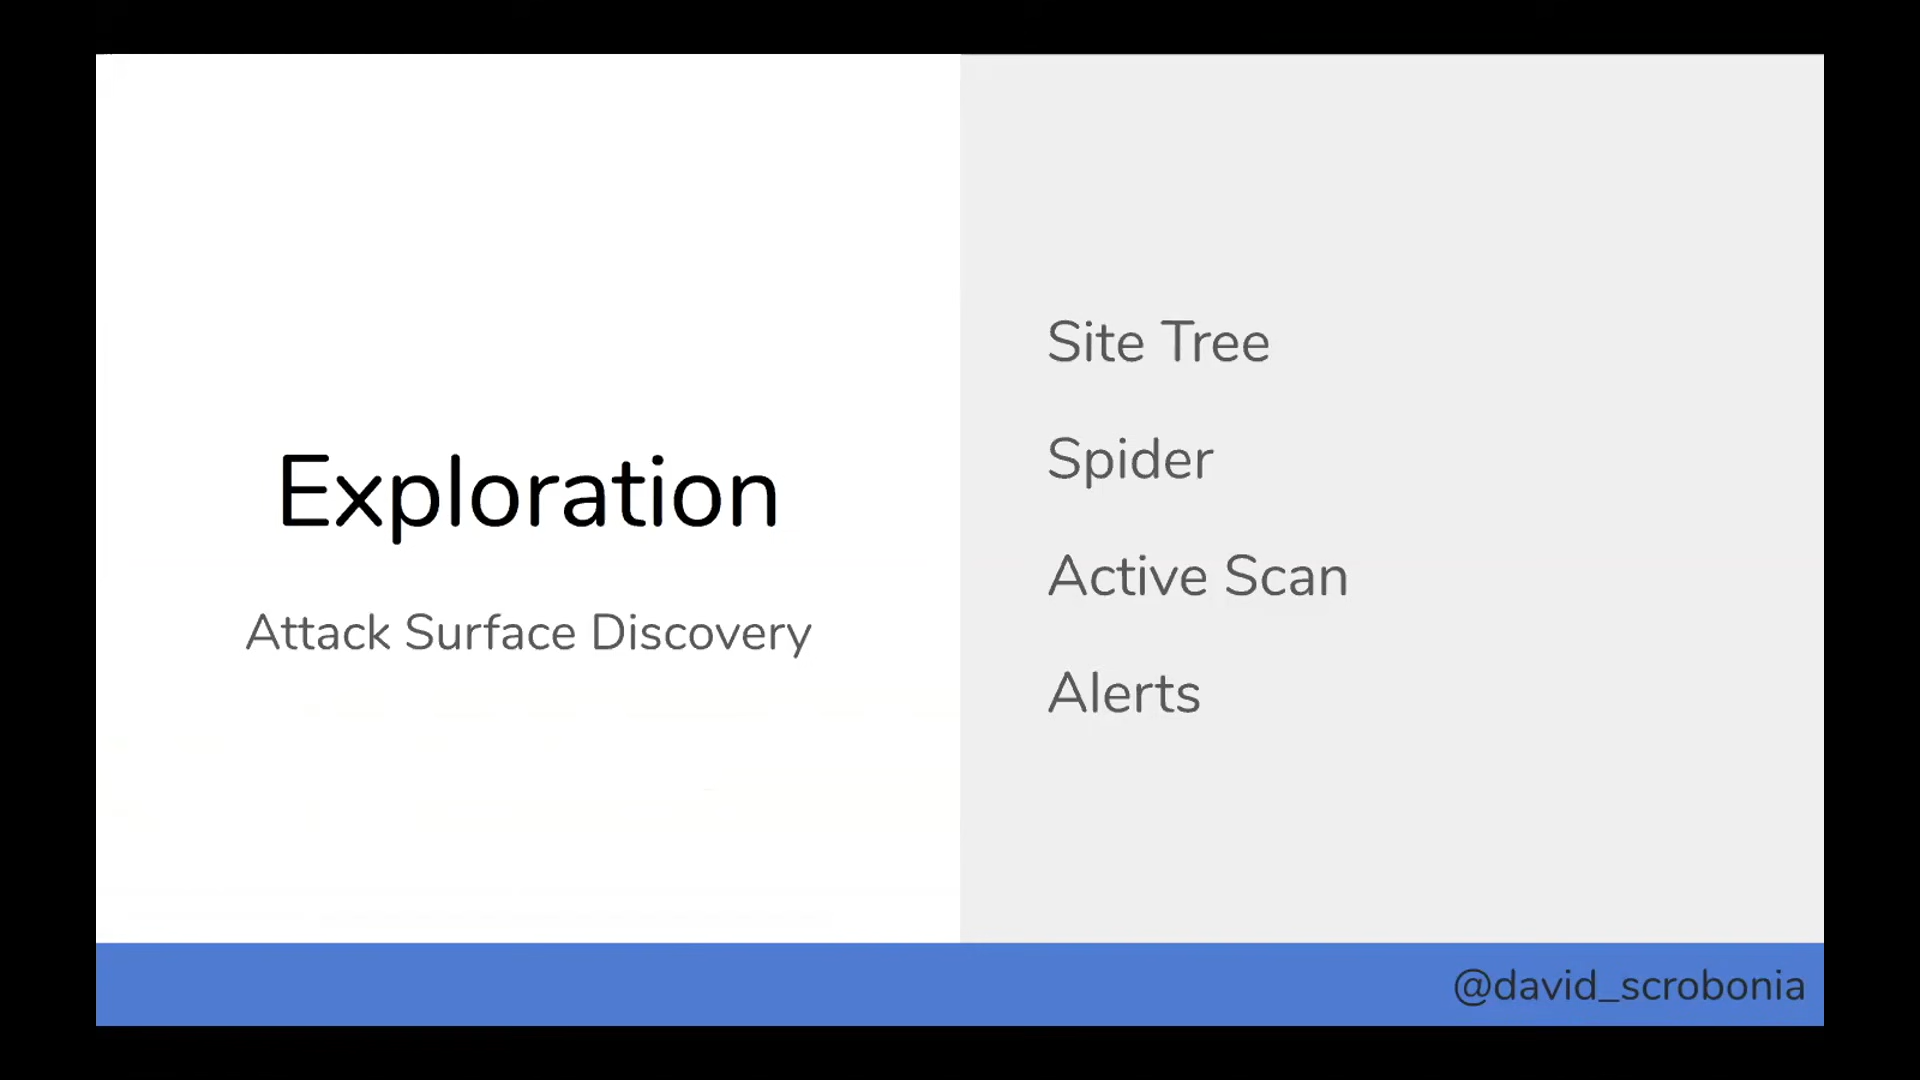 Exploration
Attack Surface Discovery
Site Tree
Spider
Active Scan
Alerts
@david_scrobonia